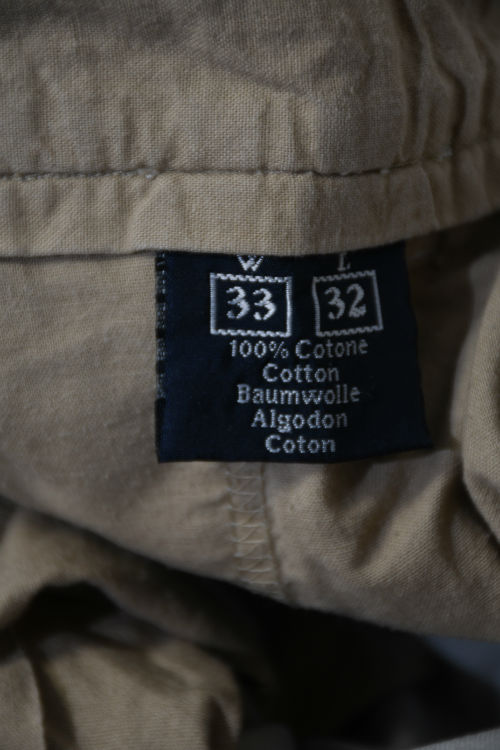 W L
33 32
100% Cotone
Cotton
Baumwolle
Algodon
Coton